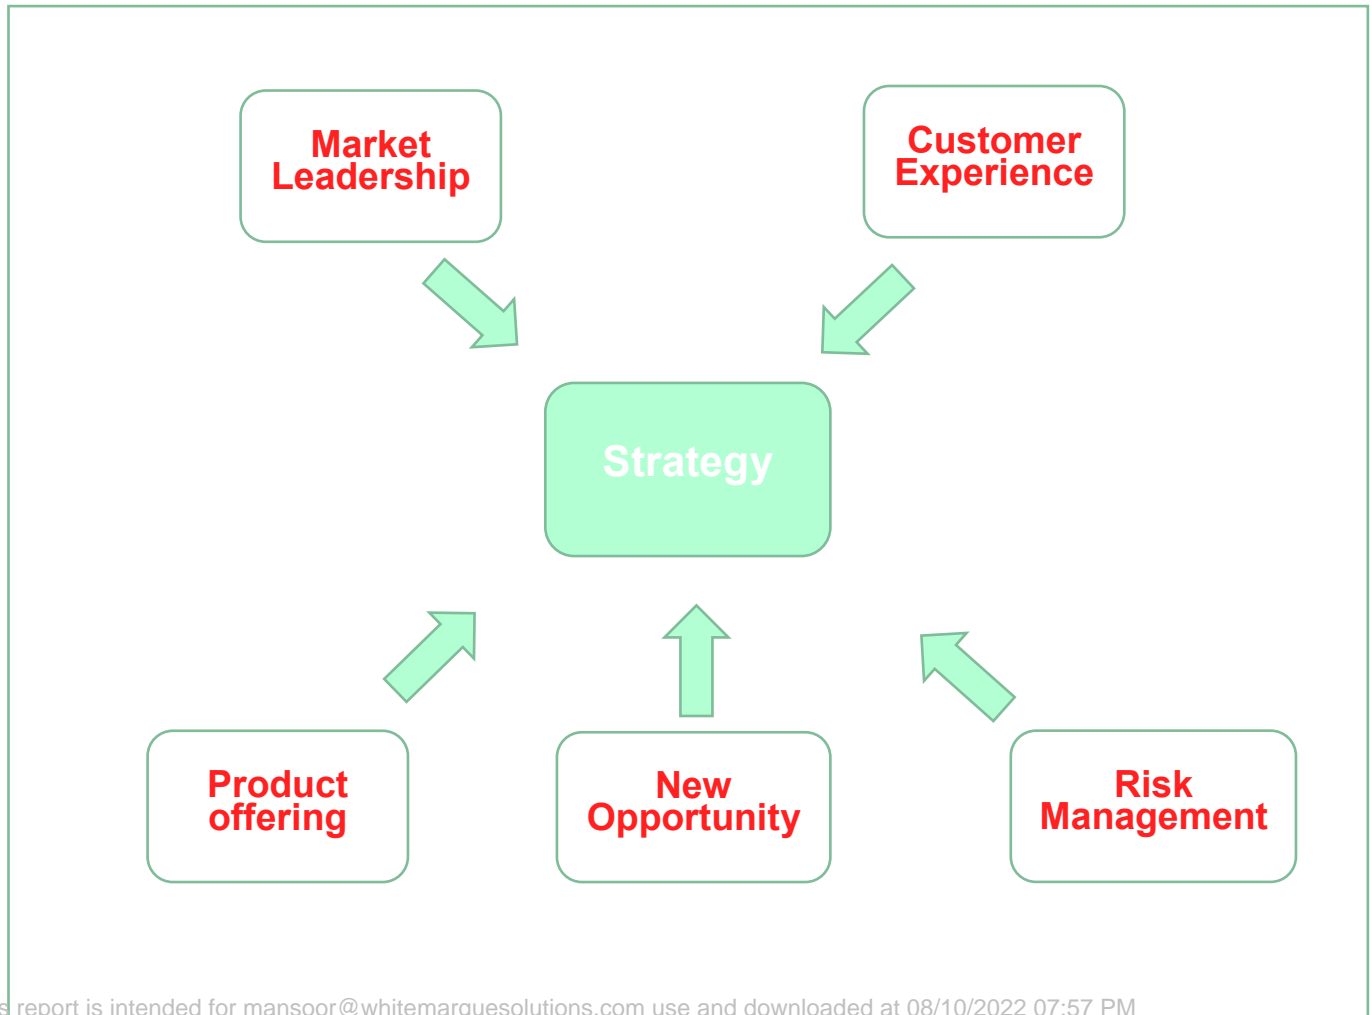 Market
Leadership
Customer
Experience
Strategy
Product
offering
New
Opportunity
Risk
Management
s report is intended for mansoor@whitemarquesolutions.com use and downloaded at 08/10/2022 07:57 PM